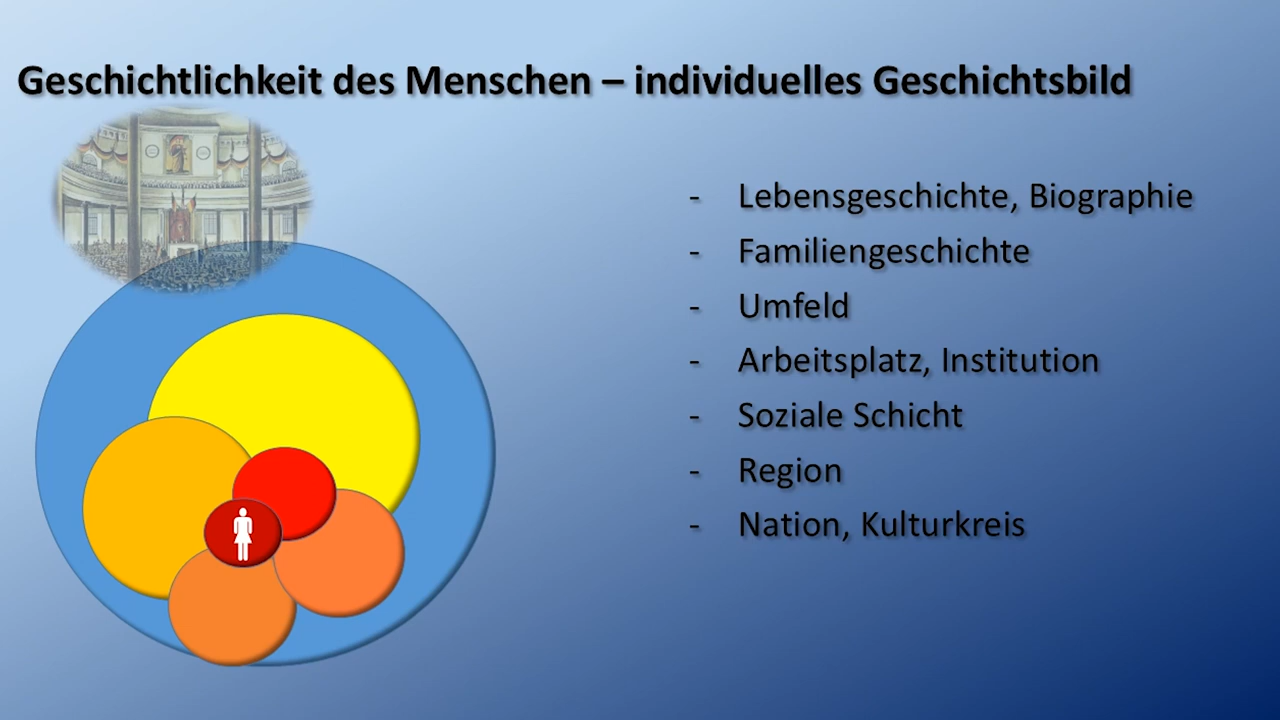 Geschichtlichkeit des Menschen – individuelles Geschichtsbild
- Lebensgeschichte, Biographie
- Familiengeschichte
- Umfeld
- Arbeitsplatz, Institution
- Soziale Schicht
- Region
- Nation, Kulturkreis